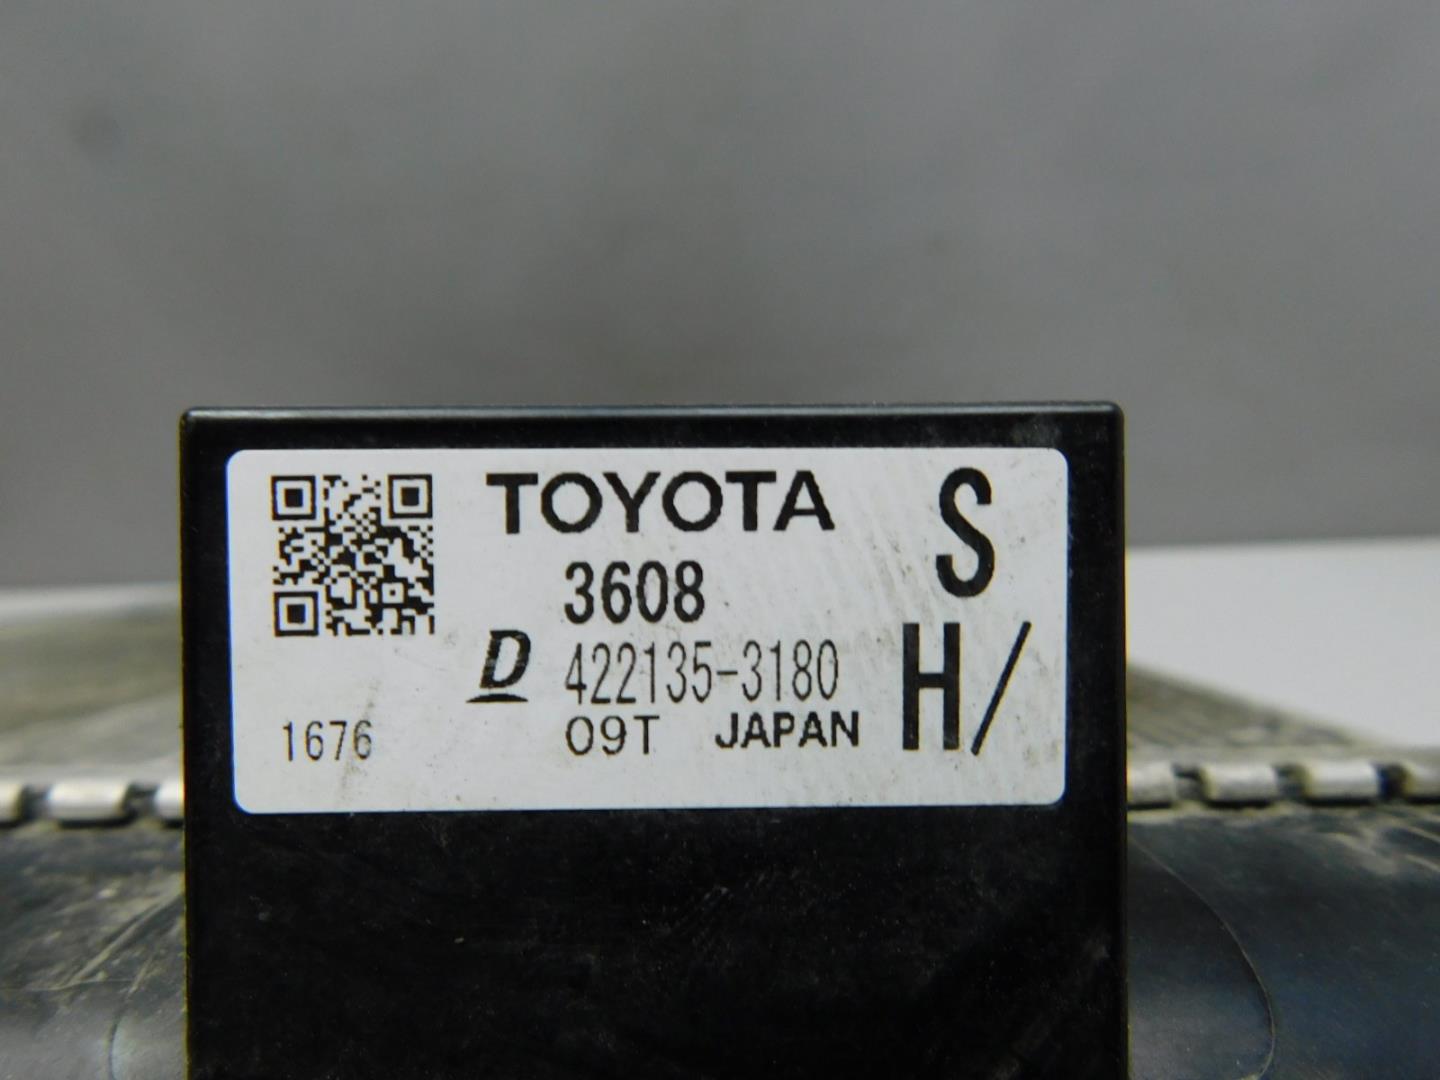 TOYOTA S
3608
D 422135-3180 H/
1676 09T JAPAN